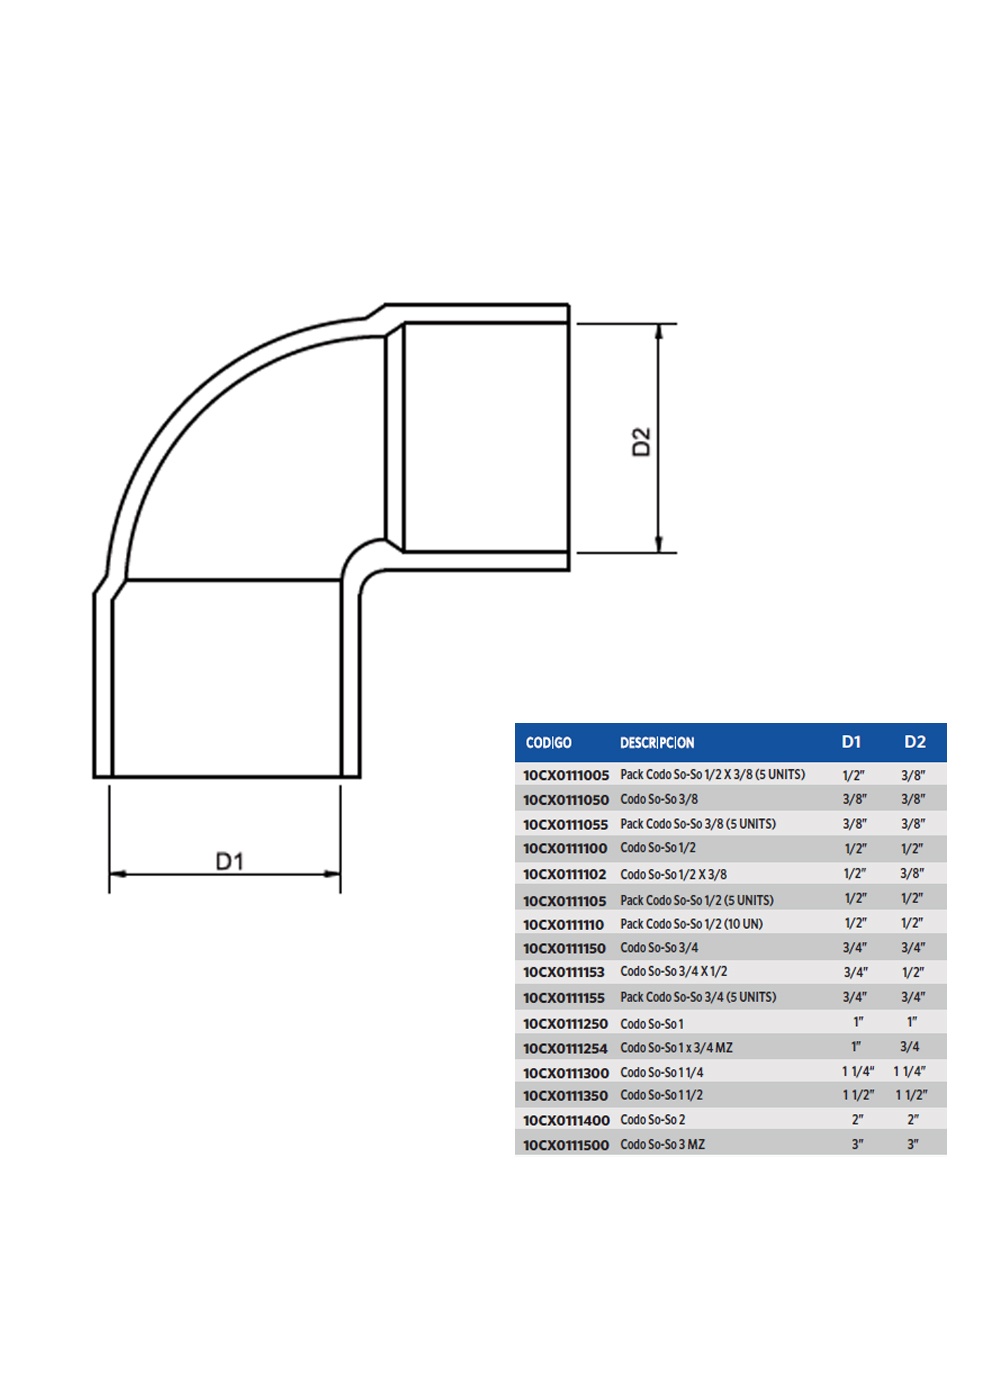 D2
D1
CODIGO DESCRIPCION D1 D2
10CX0111005 Pack Codo So-So 1/2 X 3/8 (5 UNITS) 1/2" 3/8"
10CX0111050 Codo So-So 3/8 3/8" 3/8"
10CX0111055 Pack Codo So-So 3/8 (5 UNITS) 3/8" 3/8"
10CX0111100 Codo So-So 1/2 1/2" 1/2"
10CX0111102 Codo So-So 1/2 X 3/8 1/2" 3/8"
10CX0111105 Pack Codo So-So 1/2 (5 UNITS) 1/2" 1/2"
10CX0111110 Pack Codo So-So 1/2 (10 UN) 1/2" 1/2"
10CX0111150 Codo So-So 3/4 3/4" 3/4"
10CX0111153 Codo So-So 3/4 X 1/2 3/4" 1/2"
10CX0111155 Pack Codo So-So 3/4 (5 UNITS) 3/4" 3/4"
10CX0111250 Codo So-So 1 1" 1"
10CX0111254 Codo So-So 1 x 3/4 MZ 1" 3/4
10CX0111300 Codo So-So 1 1/4 1 1/4" 1 1/4"
10CX0111350 Codo So-So 1 1/2 1 1/2" 1 1/2"
10CX0111400 Codo So-So 2 2" 2"
10CX0111500 Codo So-So 3 MZ 3" 3"